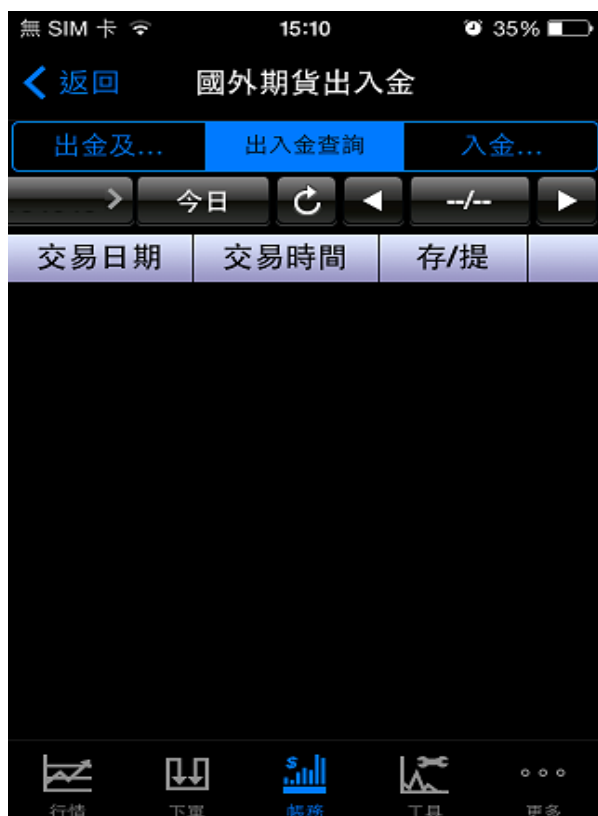 無 SIM 卡 15:10 35%
返回 國外期貨出入金
出金及... 出入金查詢 入金...
今日 --/--
交易日期 交易時間 存/提
行情 下單 帳務 工具 更多